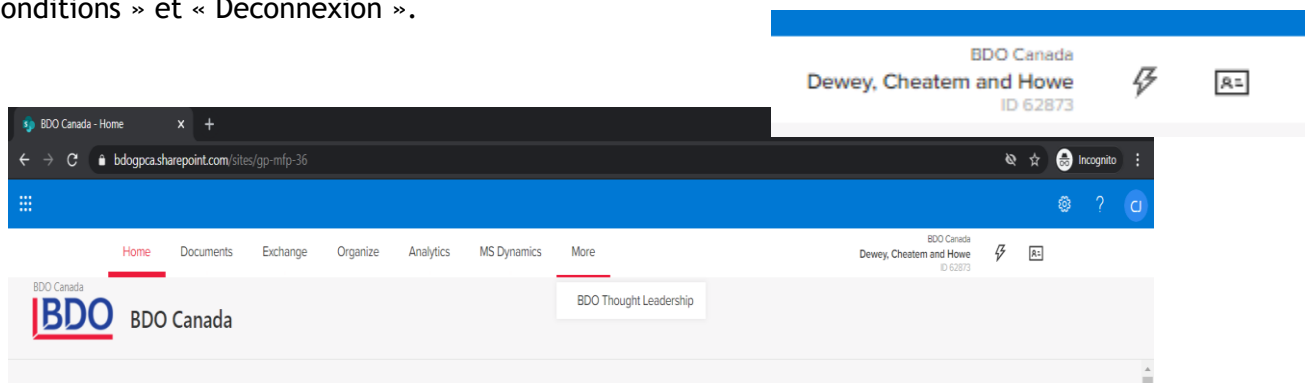 onditions » et « Déconnexion ».
BDO Canada
Dewey, Cheatem and Howe
ID 62873
BDO Canada - Home
bdogpca.sharepoint.com/sites/gp-mfp-36
Incognito
CJ
Home Documents Exchange Organize Analytics MS Dynamics More
BDO Canada
Dewey, Cheatem and Howe
ID 62873
BDO Thought Leadership
BDO Canada
BDO
BDO Canada